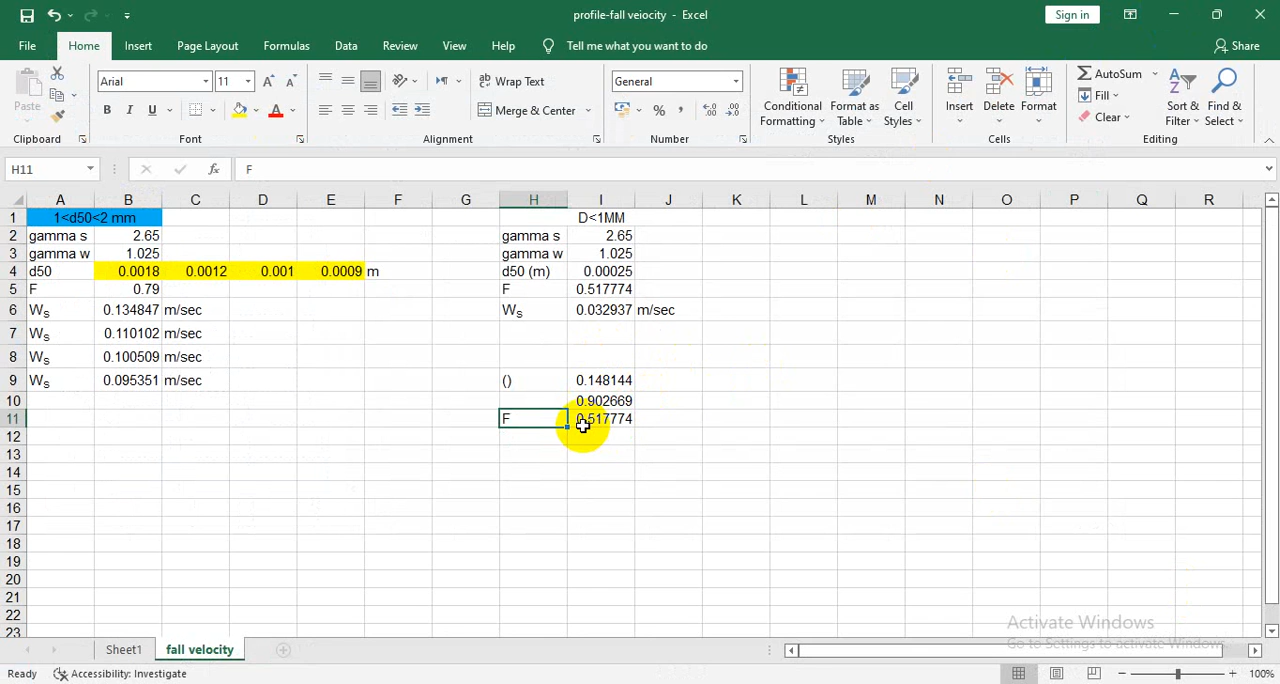 profile-fall veiocity - Excel
Sign in
File Home Insert Page Layout Formulas Data Review View Help Tell me what you want to do Share
Paste
Arial 11
B I U
Wrap Text
Merge & Center
General
% ,
Conditional Formatting
Format as Table
Cell Styles
Insert
Delete
Format
AutoSum
Fill
Clear
Sort & Filter
Find & Select
Clipboard Font Alignment Number Styles Cells Editing
H11 fx F
A B C D E F G H I J K L M N O P Q R
1 1<d50<2 mm D<1MM
2 gamma s 2.65 gamma s 2.65
3 gamma w 1.025 gamma w 1.025
4 d50 0.0018 0.0012 0.001 0.0009 m d50 (m) 0.00025
5 F 0.79 F 0.517774
6 Ws 0.134847 m/sec Ws 0.032937 m/sec
7 Ws 0.110102 m/sec
8 Ws 0.100509 m/sec
9 Ws 0.095351 m/sec () 0.148144
10 0.902669
11 F 0.517774
12
13
14
15
16
17
18
19
20
21
22
23
Activate Windows
Go to Settings to activate Windows.
Sheet1 fall velocity
Ready Accessibility: Investigate 100%